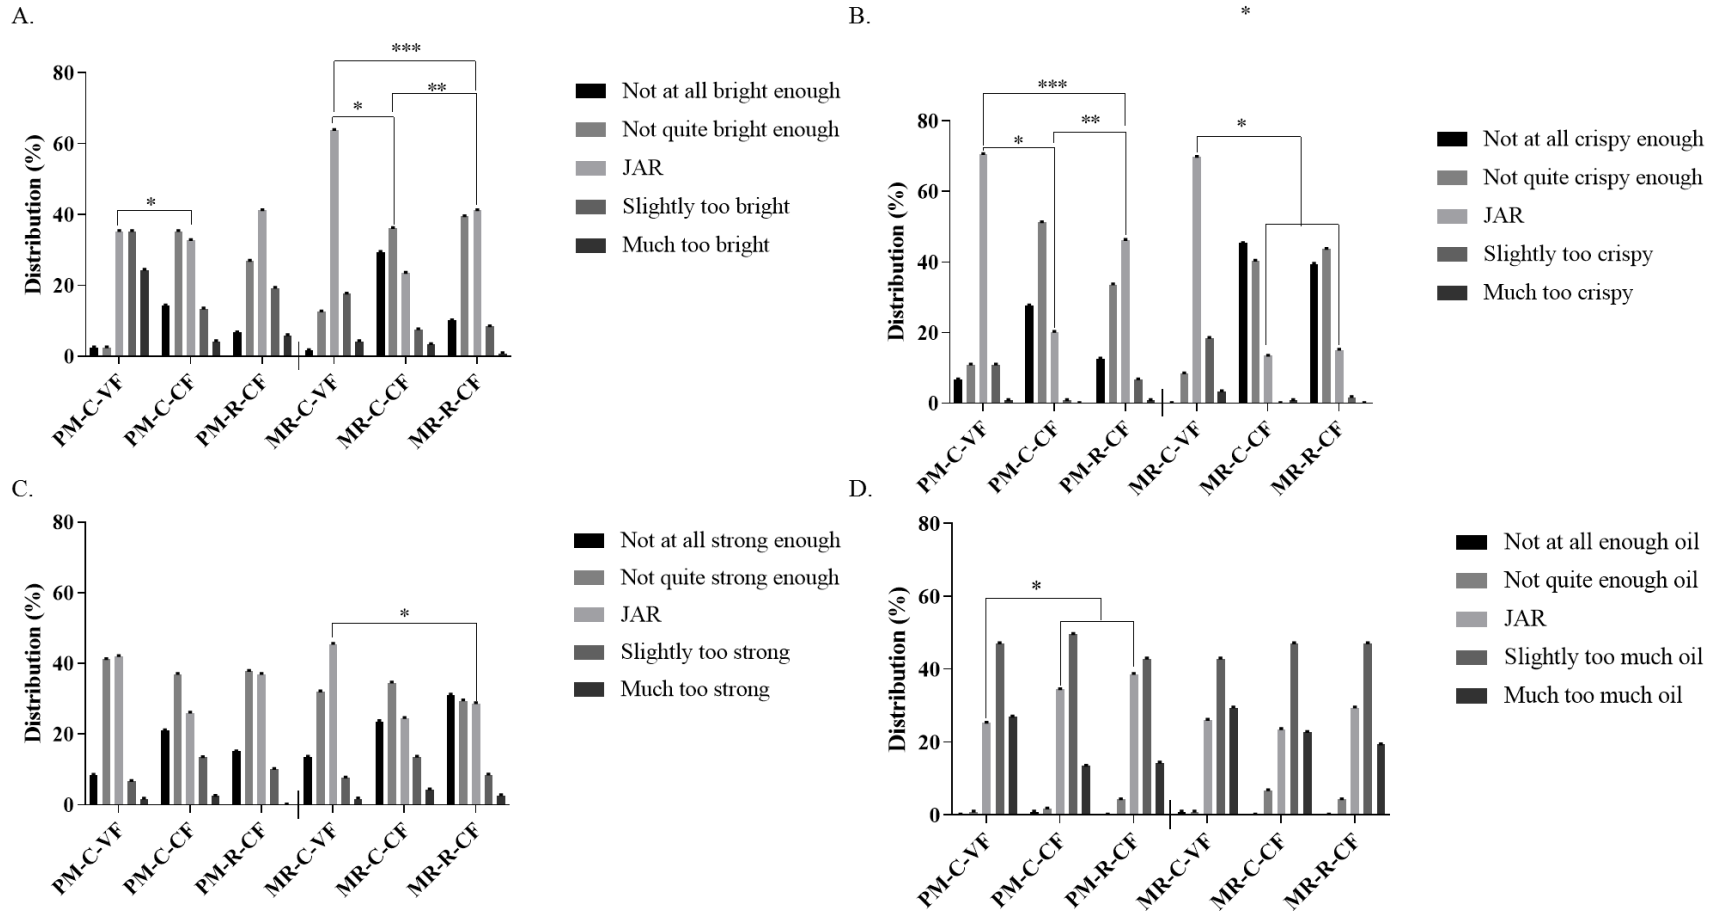 A.
***
**
*
*
80
60
40
20
0
Distribution (%)
PM-C-VF
PM-C-CF
PM-R-CF
MR-C-VF
MR-C-CF
MR-R-CF
Not at all bright enough
Not quite bright enough
JAR
Slightly too bright
Much too bright
B.
*
***
**
*
*
80
60
40
20
0
Distribution (%)
PM-C-VF
PM-C-CF
PM-R-CF
MR-C-VF
MR-C-CF
MR-R-CF
Not at all crispy enough
Not quite crispy enough
JAR
Slightly too crispy
Much too crispy
C.
*
80
60
40
20
0
Distribution (%)
PM-C-VF
PM-C-CF
PM-R-CF
MR-C-VF
MR-C-CF
MR-R-CF
Not at all strong enough
Not quite strong enough
JAR
Slightly too strong
Much too strong
D.
*
80
60
40
20
0
Distribution (%)
PM-C-VF
PM-C-CF
PM-R-CF
MR-C-VF
MR-C-CF
MR-R-CF
Not at all enough oil
Not quite enough oil
JAR
Slightly too much oil
Much too much oil